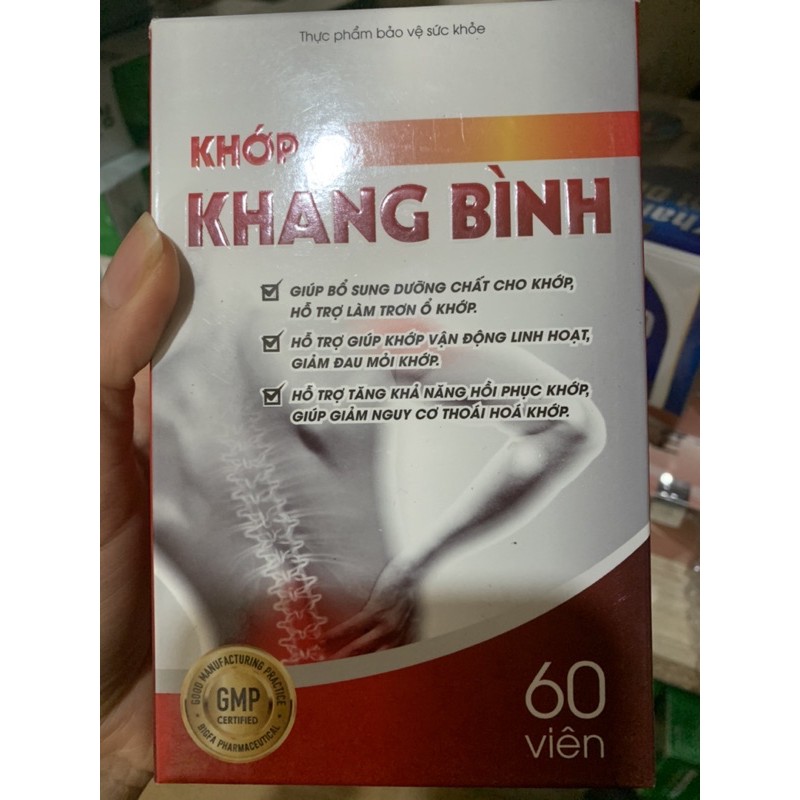 Thực phẩm bảo vệ sức khỏe
KHỚP
KHANG BÌNH
GIÚP BỔ SUNG DƯỠNG CHẤT CHO KHỚP,
HỖ TRỢ LÀM TRƠN Ổ KHỚP.
HỖ TRỢ GIÚP KHỚP VẬN ĐỘNG LINH HOẠT,
GIẢM ĐAU MỎI KHỚP.
HỖ TRỢ TĂNG KHẢ NĂNG HỒI PHỤC KHỚP,
GIÚP GIẢM NGUY CƠ THOÁI HOÁ KHỚP.
GOOD MANUFACTURING PRACTICE
GMP
CERTIFIED
BIGFA PHARMACEUTICAL
60
viên